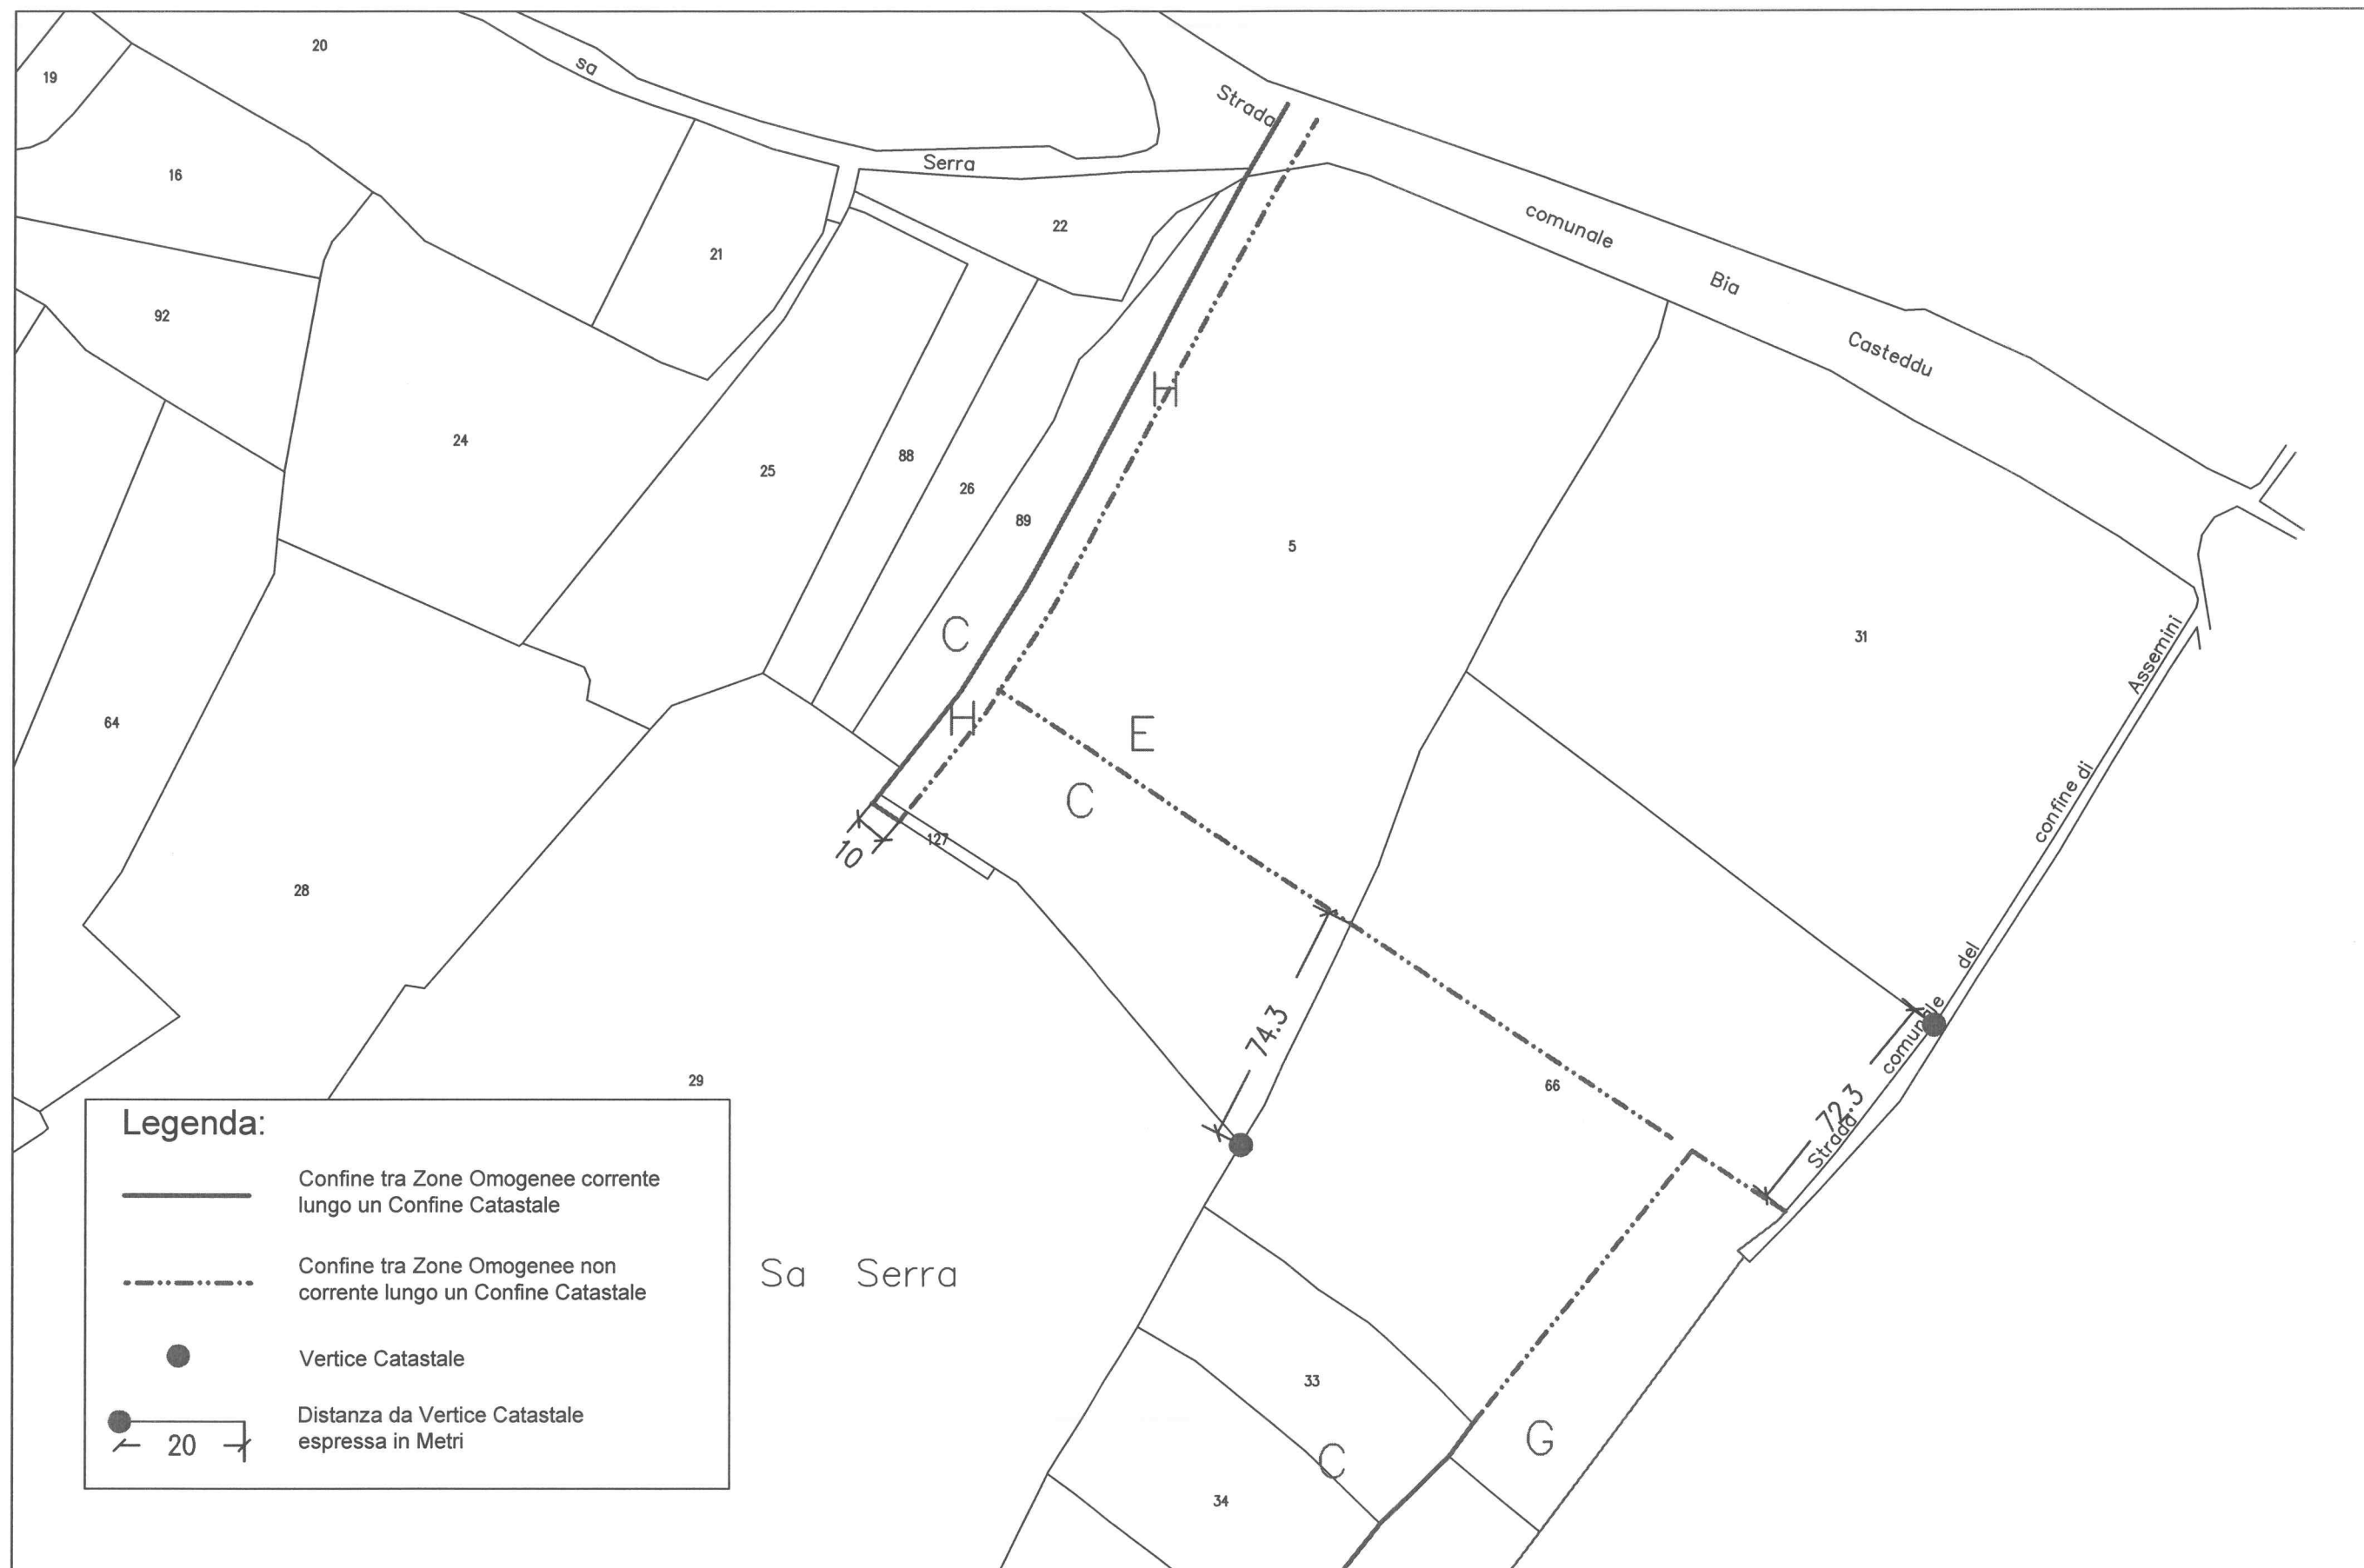 20
sa
19
Strada
Serra
16
comunale
22
21
Bia
92
Casteddu
H
24
88
25
26
89
5
C
31
Assemini
64
H
E
C
confine di
127
10
28
del
74.3
comunale
29
66
72.3
Strada
Legenda:
Confine tra Zone Omogenee corrente
lungo un Confine Catastale
Confine tra Zone Omogenee non
corrente lungo un Confine Catastale
Sa Serra
Vertice Catastale
33
Distanza da Vertice Catastale
espressa in Metri
20
G
C
34